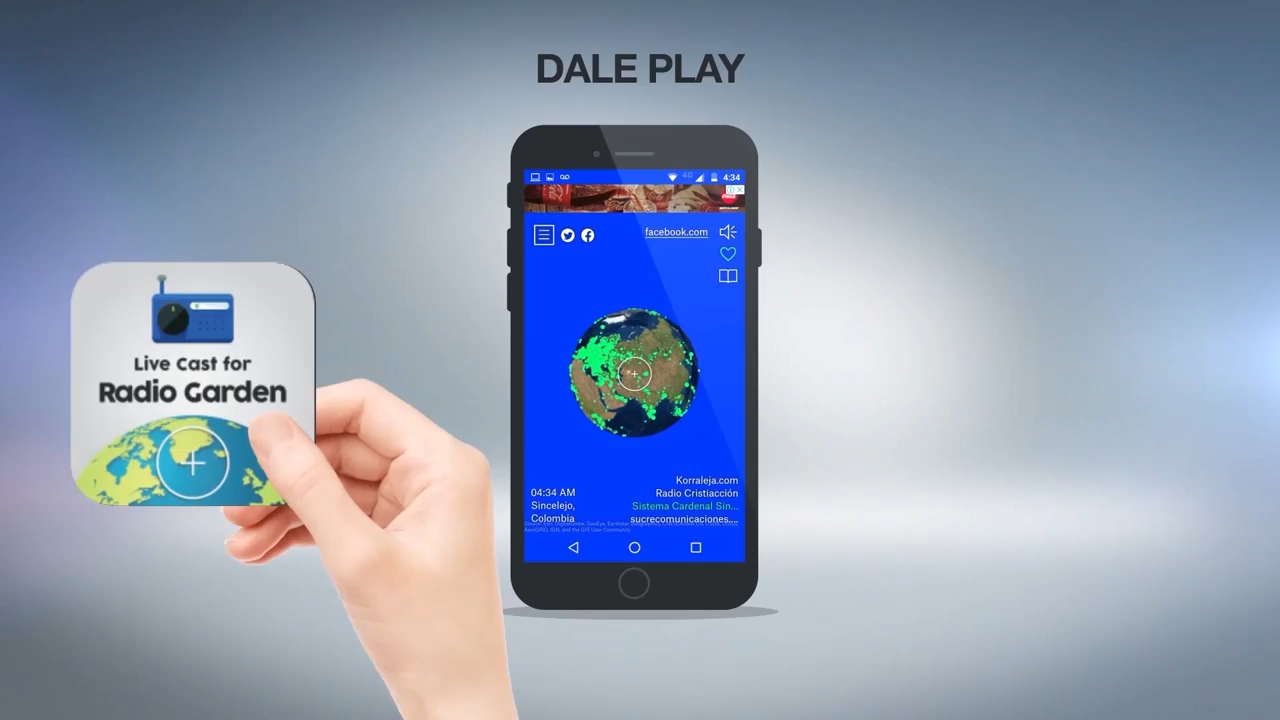 DALE PLAY
4:34
facebook.com
Live Cast for
Radio Garden
Korraleja.com
04:34 AM
Radio Cristiacción
Sincelejo,
Sistema Cardenal Sin...
Colombia
sucrecomunicaciones....